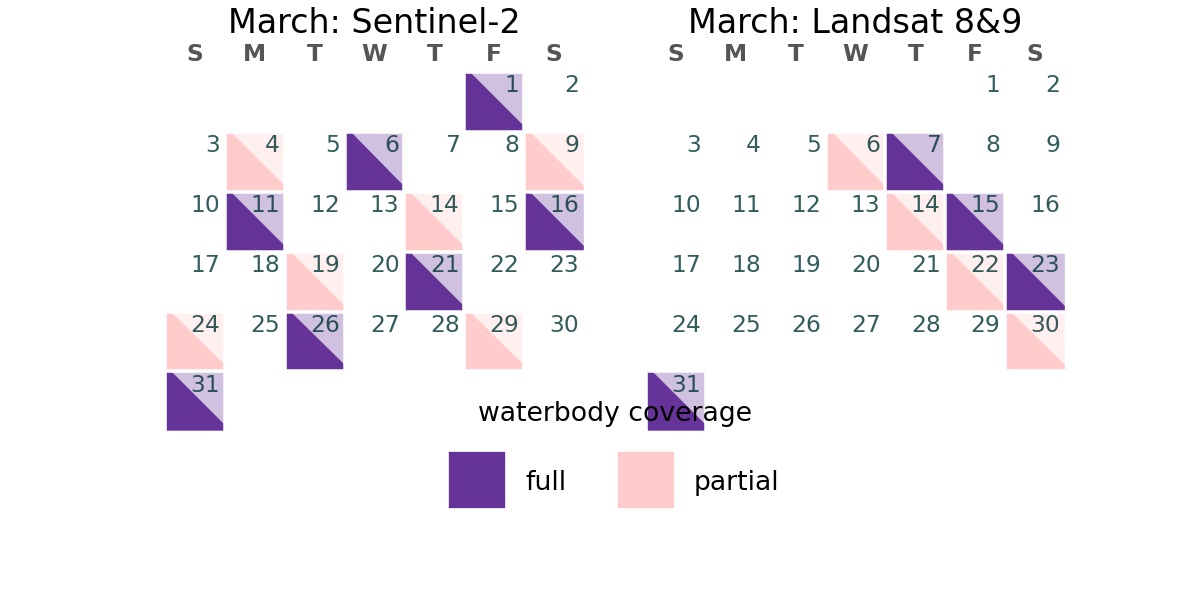 March: Sentinel-2
S M T W T F S
1 2
3 4 5 6 7 8 9
10 11 12 13 14 15 16
17 18 19 20 21 22 23
24 25 26 27 28 29 30
31
March: Landsat 8&9
S M T W T F S
1 2
3 4 5 6 7 8 9
10 11 12 13 14 15 16
17 18 19 20 21 22 23
24 25 26 27 28 29 30
31
waterbody coverage
full
partial